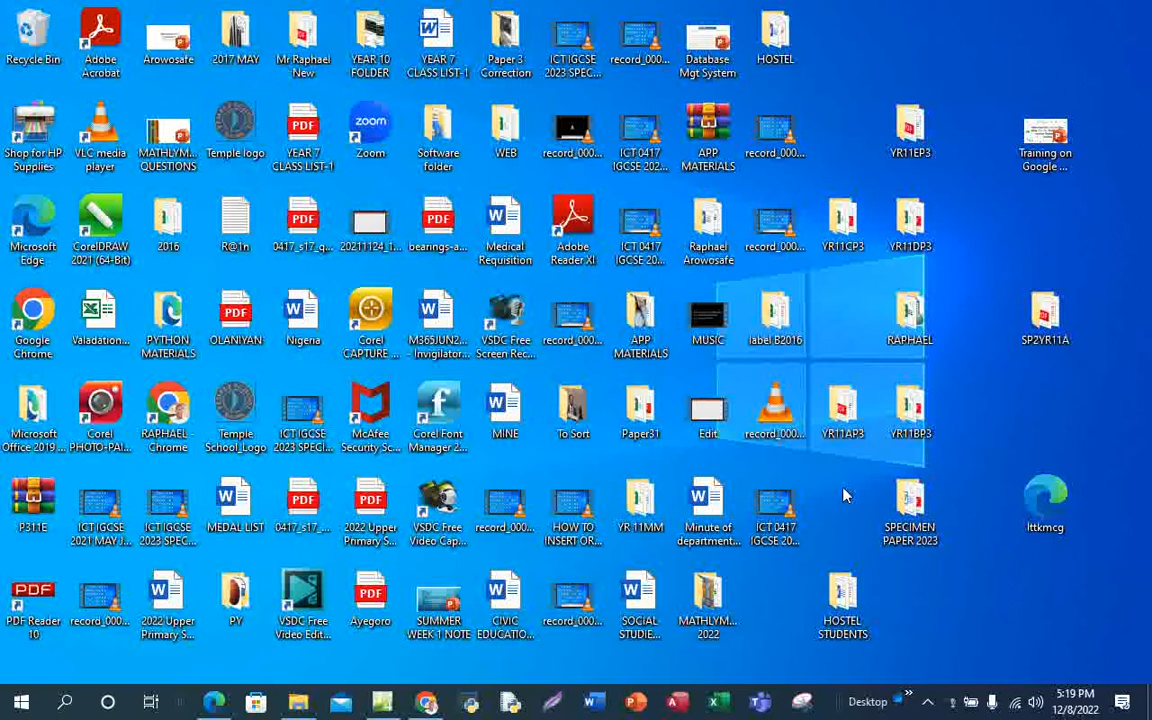 Recycle Bin
Adobe
Acrobat
Arowosafe
2017 MAY
Mr Raphael
New
YEAR 10
FOLDER
YEAR 7
CLASS LIST-1
Paper 3
Correction
ICT IGCSE
2023 SPEC...
record_000...
Database
Mgt System
HOSTEL
Shop for HP
Supplies
VLC media
player
MATHLYM...
QUESTIONS
Temple logo
YEAR 7
CLASS LIST-1
zoom
Zoom
Software
folder
WEB
record_000...
ICT 0417
IGCSE 202...
APP
MATERIALS
record_000...
YR11EP3
Training on
Google ...
Microsoft
Edge
CorelDRAW
2021 (64-Bit)
2016
R@1n
0417_s17_q...
20211124_1...
bearings-a...
Medical
Requisition
Adobe
Reader XI
ICT 0417
IGCSE 20...
Raphael
Arowosafe
record_000...
YR11CP3
YR11DP3
Google
Chrome
Valadation...
PYTHON
MATERIALS
OLANIYAN
Nigeria
Corel
CAPTURE ...
M365JUN2...
- Invigilator...
VSDC Free
Screen Rec...
record_000...
APP
MATERIALS
MUSIC
label B2016
RAPHAEL
SP2YR11A
Microsoft
Office 2019 ...
Corel
PHOTO-PAI...
RAPHAEL -
Chrome
Temple
School_Logo
ICT IGCSE
2023 SPECI...
McAfee
Security Sc...
Corel Font
Manager 2...
MINE
To Sort
Paper31
Edit
record_000...
YR11AP3
YR11BP3
P311E
ICT IGCSE
2021 MAY J...
ICT IGCSE
2023 SPEC...
MEDAL LIST
0417_s17_...
2022 Upper
Primary S...
VSDC Free
Video Cap...
record_000...
HOW TO
INSERT OR...
YR 11MM
Minute of
department...
ICT 0417
IGCSE 20...
SPECIMEN
PAPER 2023
lttkmcg
PDF
PDF Reader
10
record_000...
2022 Upper
Primary S...
PY
VSDC Free
Video Edit...
Ayegoro
SUMMER
WEEK 1 NOTE
CIVIC
EDUCATIO...
record_000...
SOCIAL
STUDIE...
MATHLYM...
2022
HOSTEL
STUDENTS
Desktop
5:19 PM
12/8/2022